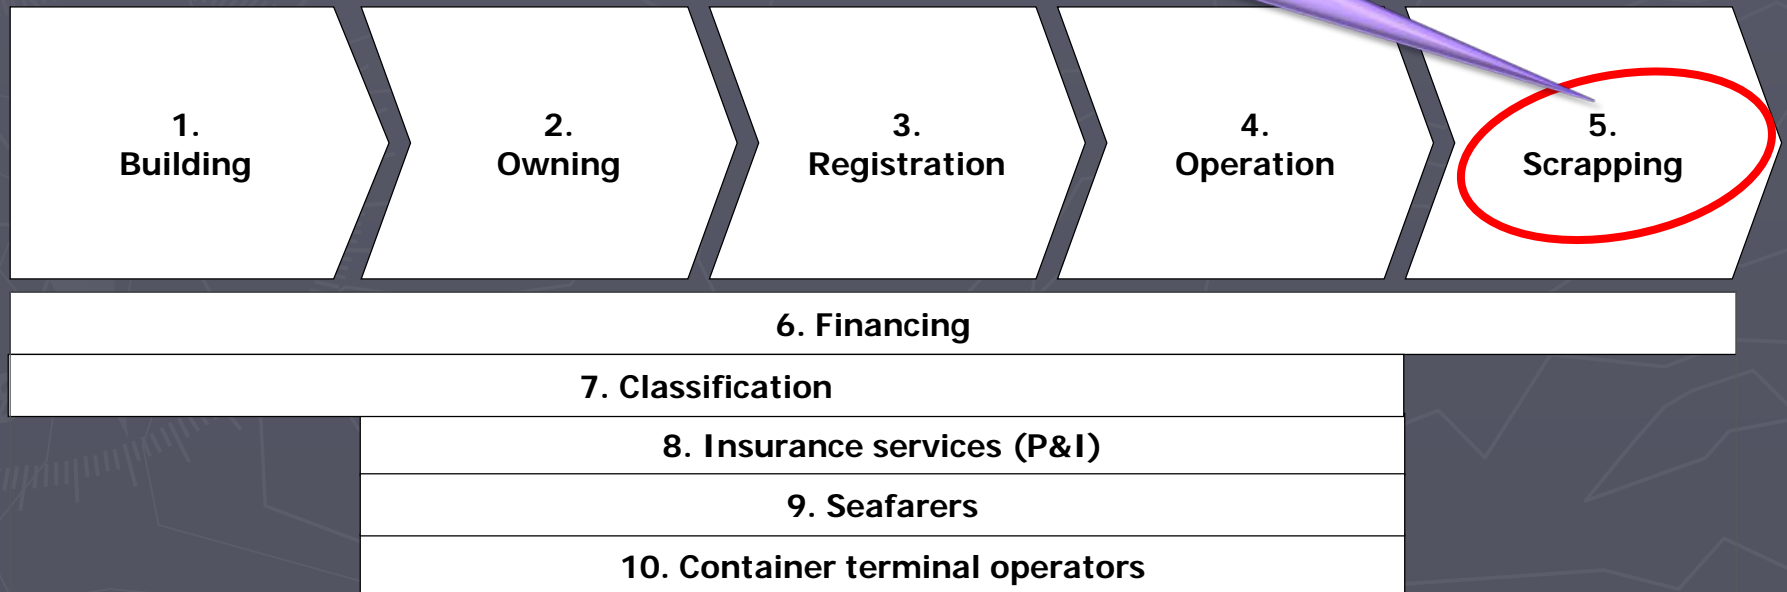 1.
Building
2.
Owning
3.
Registration
4.
Operation
5.
Scrapping
6. Financing
7. Classification
8. Insurance services (P&I)
9. Seafarers
10. Container terminal operators